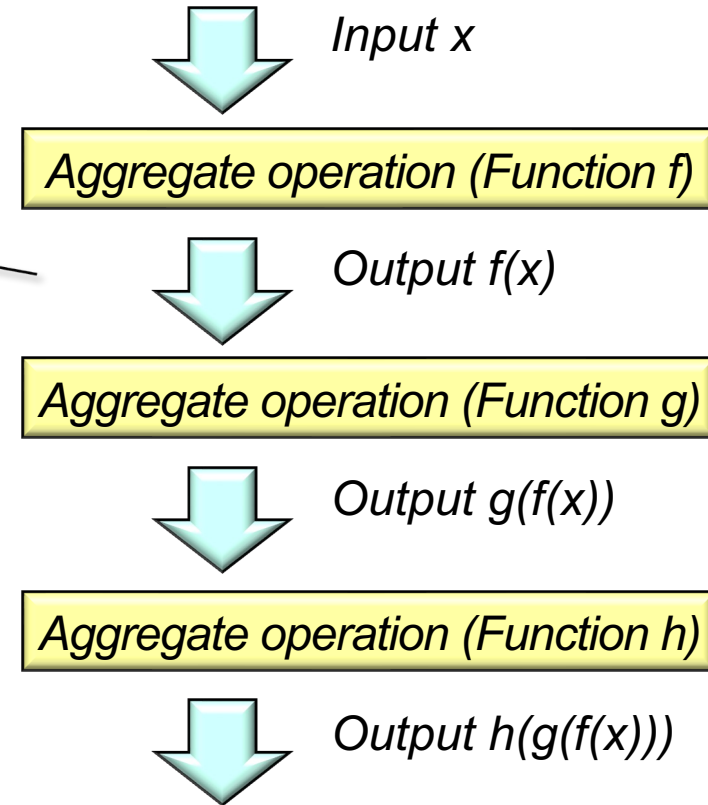 Input x
Aggregate operation (Function f)
Output f(x)
Aggregate operation (Function g)
Output g(f(x))
Aggregate operation (Function h)
Output h(g(f(x)))